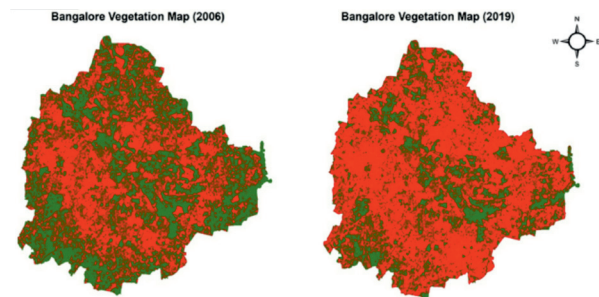 Bangalore Vegetation Map (2006)
Bangalore Vegetation Map (2019)
N
W E
S